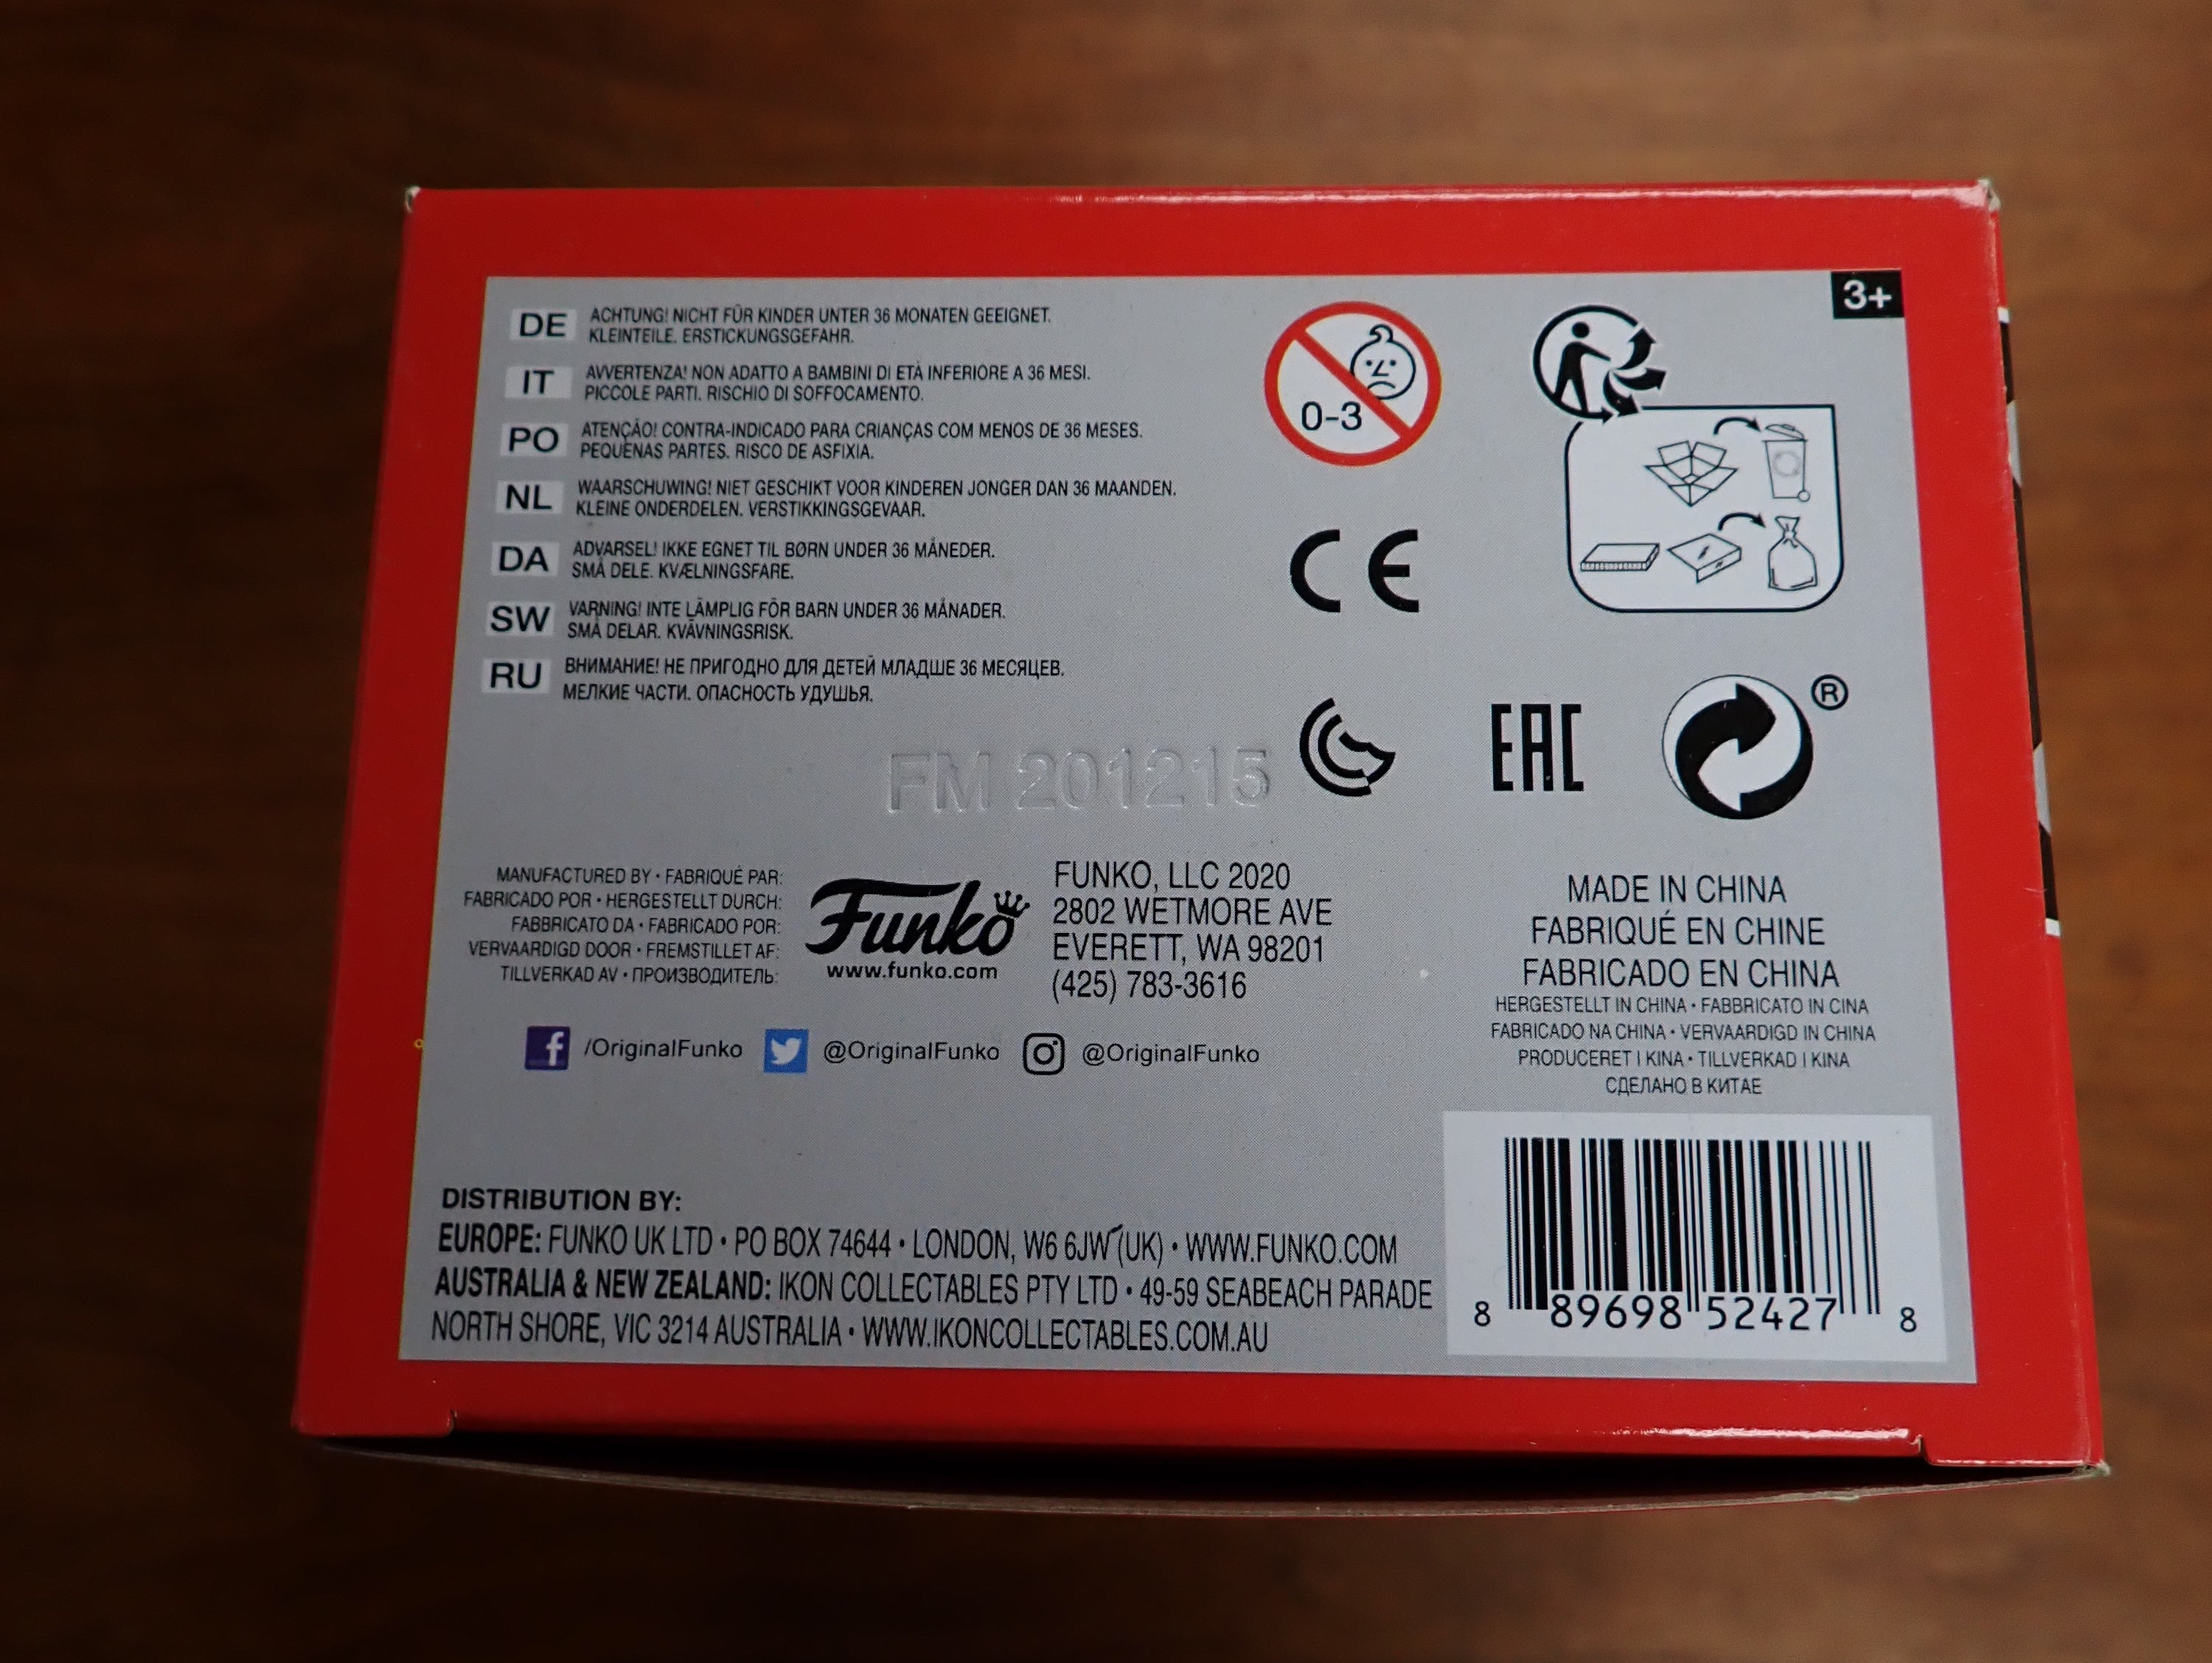 3+
DE ACHTUNG! NICHT FÜR KINDER UNTER 36 MONATEN GEEIGNET.
KLEINTEILE. ERSTICKUNGSGEFAHR.
IT AVVERTENZA! NON ADATTO A BAMBINI DI ETÀ INFERIORE A 36 MESI.
PICCOLE PARTI. RISCHIO DI SOFFOCAMENTO.
PO ATENÇÃO! CONTRA-INDICADO PARA CRIANÇAS COM MENOS DE 36 MESES.
PEQUENAS PARTES. RISCO DE ASFIXIA.
NL WAARSCHUWING! NIET GESCHIKT VOOR KINDEREN JONGER DAN 36 MAANDEN.
KLEINE ONDERDELEN. VERSTIKKINGSGEVAAR.
DA ADVARSEL! IKKE EGNET TIL BØRN UNDER 36 MÅNEDER.
SMÅ DELE. KVÆLNINGSFARE.
SW VARNING! INTE LÄMPLIG FÖR BARN UNDER 36 MÅNADER.
SMÅ DELAR. KVÄVNINGSRISK.
RU ВНИМАНИЕ! НЕ ПРИГОДНО ДЛЯ ДЕТЕЙ МЛАДШЕ 36 МЕСЯЦЕВ.
МЕЛКИЕ ЧАСТИ. ОПАСНОСТЬ УДУШЬЯ.
0-3
CE
EAC
®
FM 201215
MANUFACTURED BY • FABRIQUÉ PAR:
FABRICADO POR • HERGESTELLT DURCH:
FABBRICATO DA • FABRICADO POR:
VERVAARDIGD DOOR • FREMSTILLET AF:
TILLVERKAD AV • ПРОИЗВОДИТЕЛЬ:
Funko
www.funko.com
FUNKO, LLC 2020
2802 WETMORE AVE
EVERETT, WA 98201
(425) 783-3616
MADE IN CHINA
FABRIQUÉ EN CHINE
FABRICADO EN CHINA
HERGESTELLT IN CHINA • FABBRICATO IN CINA
FABRICADO NA CHINA • VERVAARDIGD IN CHINA
PRODUCERET I KINA • TILLVERKAD I KINA
СДЕЛАНО В КИТАЕ
f /OriginalFunko @OriginalFunko @OriginalFunko
DISTRIBUTION BY:
EUROPE: FUNKO UK LTD • PO BOX 74644 • LONDON, W6 6JW (UK) • WWW.FUNKO.COM
AUSTRALIA & NEW ZEALAND: IKON COLLECTABLES PTY LTD • 49-59 SEABEACH PARADE
NORTH SHORE, VIC 3214 AUSTRALIA • WWW.IKONCOLLECTABLES.COM.AU
8 89698 52427 8